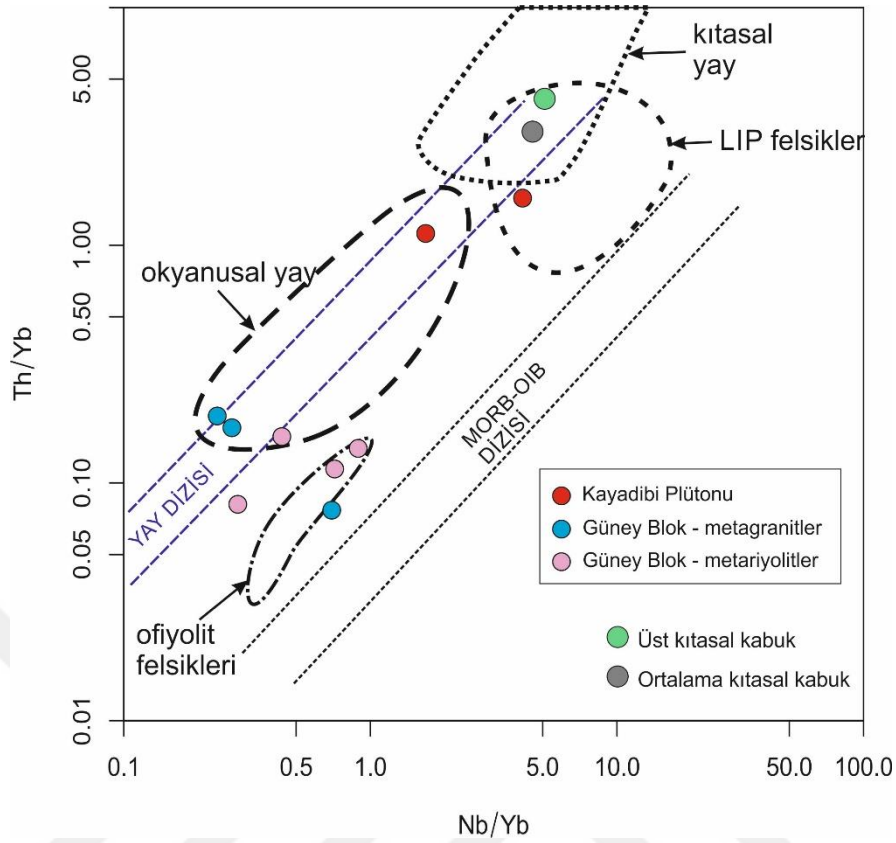 kıtasal
yay
LIP felsikler
okyanusal yay
YAY DİZİSİ
MORB-OIB
DİZİSİ
ofiyolit
felsikleri
Kayadibi Plütonu
Güney Blok - metagranitler
Güney Blok - metariyolitler
Üst kıtasal kabuk
Ortalama kıtasal kabuk
Th/Yb
5.00
1.00
0.50
0.10
0.05
0.01
0.1 0.5 1.0 5.0 10.0 50.0 100.0
Nb/Yb